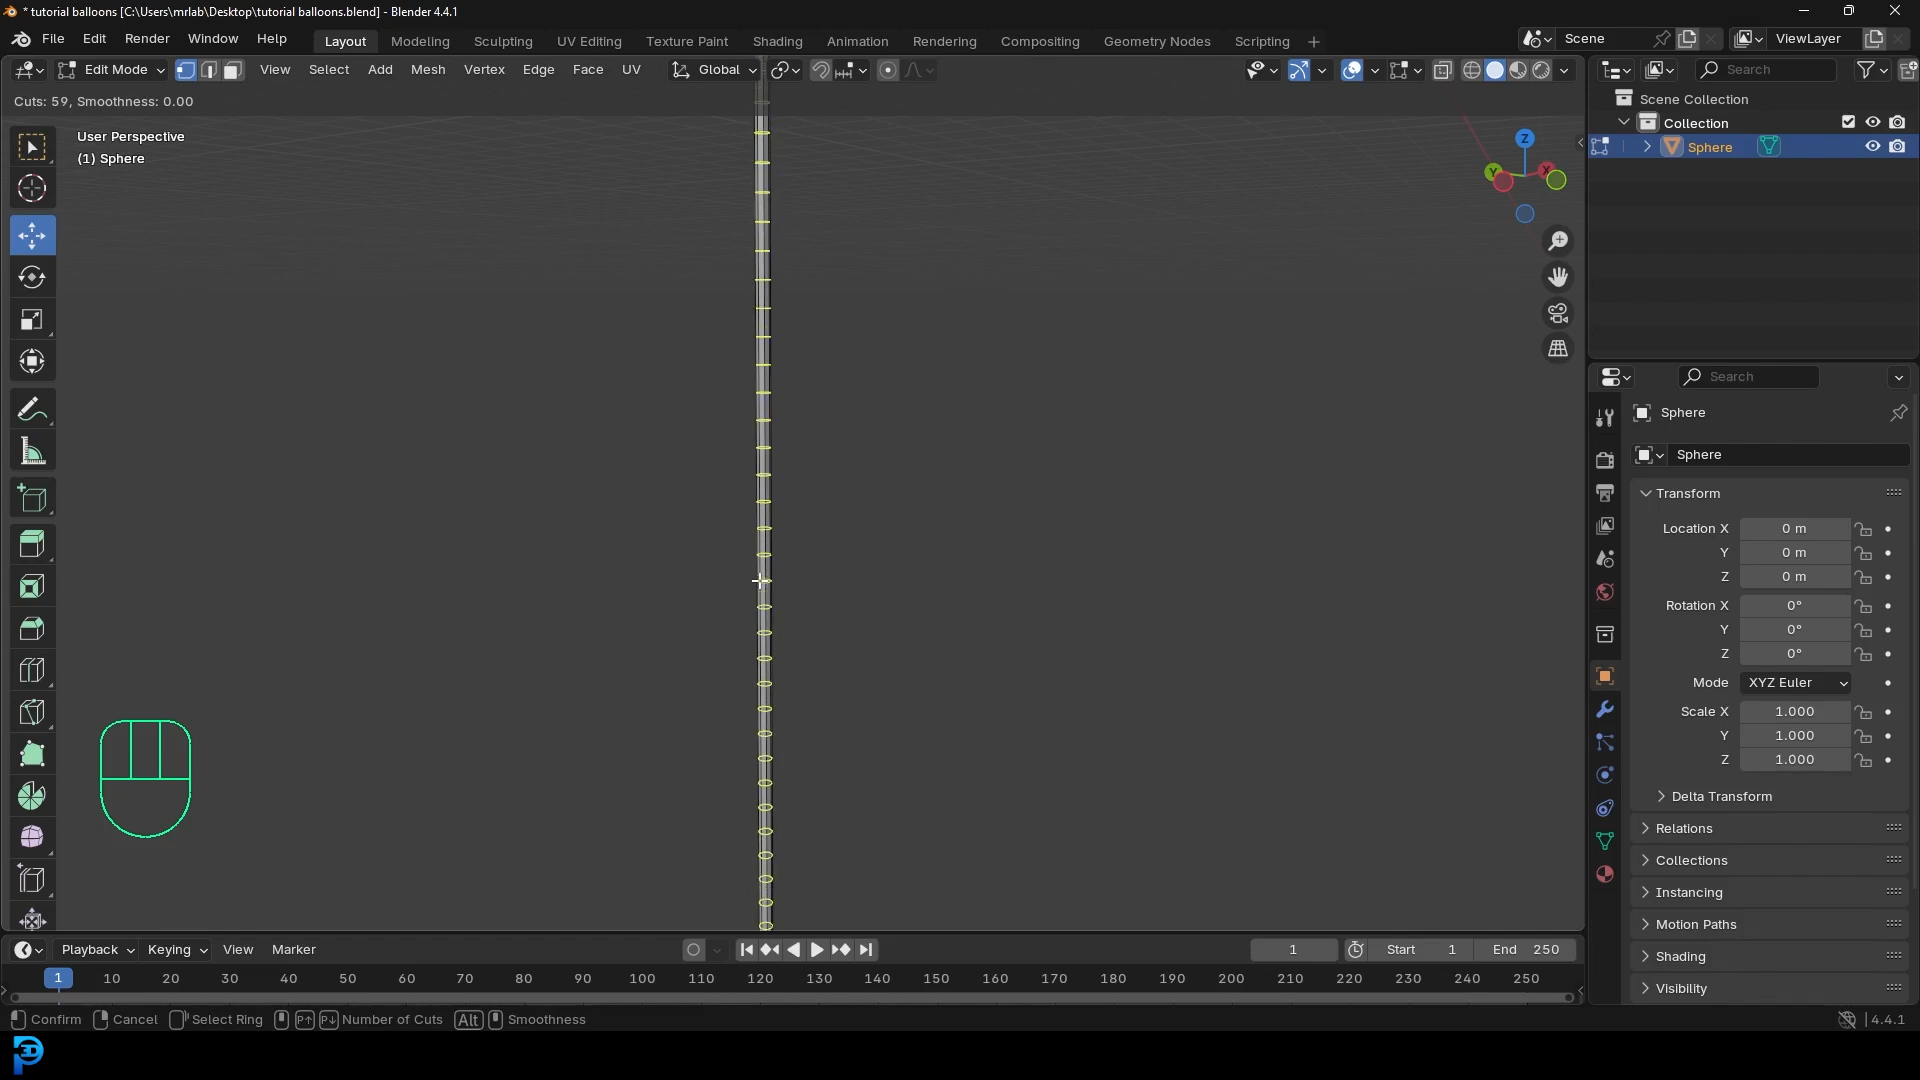 * tutorial balloons [C:\Users\mrlab\Desktop\tutorial balloons.blend] - Blender 4.4.1
File Edit Render Window Help Layout Modeling Sculpting UV Editing Texture Paint Shading Animation Rendering Compositing Geometry Nodes Scripting Scene ViewLayer
Edit Mode View Select Add Mesh Vertex Edge Face UV Global Search
Cuts: 59, Smoothness: 0.00
Scene Collection
Collection
Sphere
User Perspective
(1) Sphere
Z
Y
X
Search
Sphere
Sphere
Transform
Location X 0 m
Y 0 m
Z 0 m
Rotation X 0°
Y 0°
Z 0°
Mode XYZ Euler
Scale X 1.000
Y 1.000
Z 1.000
Delta Transform
Relations
Collections
Instancing
Motion Paths
Shading
Visibility
Playback Keying View Marker 1 Start 1 End 250
1 10 20 30 40 50 60 70 80 90 100 110 120 130 140 150 160 170 180 190 200 210 220 230 240 250
Confirm Cancel Select Ring P↑ P↓ Number of Cuts Alt Smoothness 4.4.1